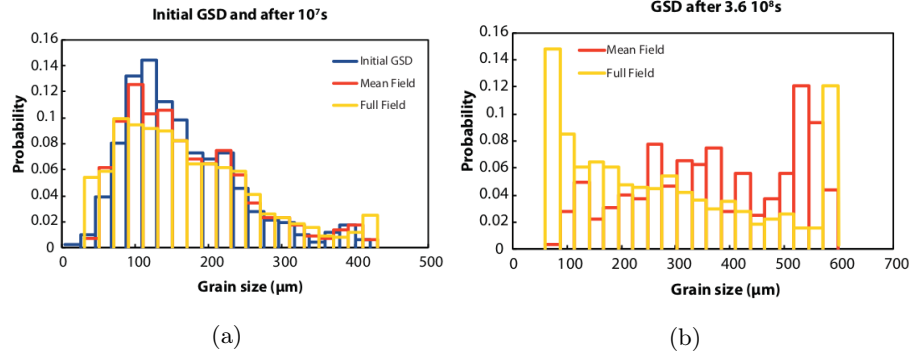 Initial GSD and after 10⁷s
0.16
0.14
0.12
0.1
0.08
0.06
0.04
0.02
0
Probability
Initial GSD
Mean Field
Full Field
0 100 200 300 400 500
Grain size (μm)
(a)
GSD after 3.6 10⁸s
0.16
0.14
0.12
0.1
0.08
0.06
0.04
0.02
0
Probability
Mean Field
Full Field
0 100 200 300 400 500 600 700
Grain size (μm)
(b)